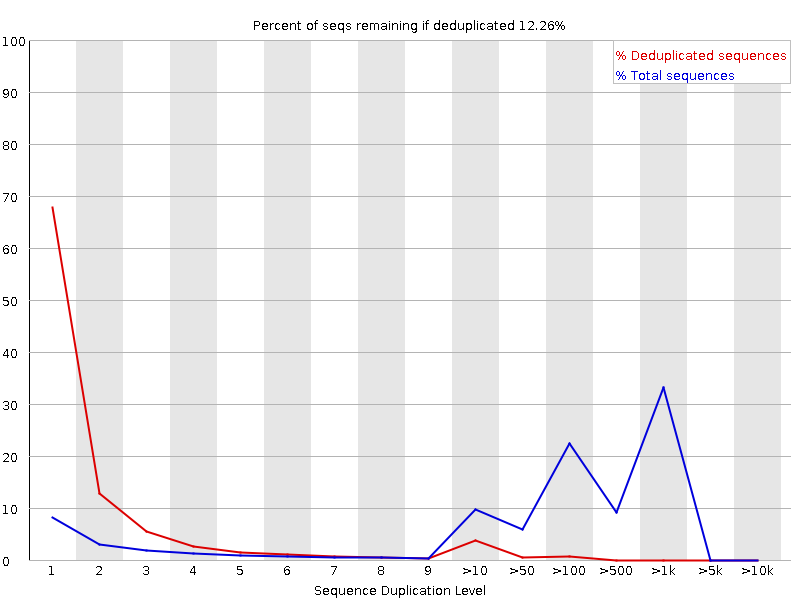 Percent of seqs remaining if deduplicated 12.26%
% Deduplicated sequences
% Total sequences
100
90
80
70
60
50
40
30
20
10
0
1 2 3 4 5 6 7 8 9 >10 >50 >100 >500 >1k >5k >10k
Sequence Duplication Level